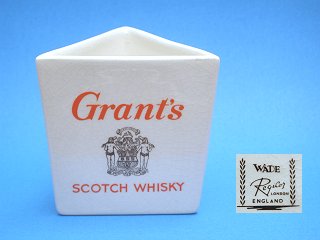 Grant's
SCOTCH WHISKY
WADE
Regicor
LONDON
ENGLAND